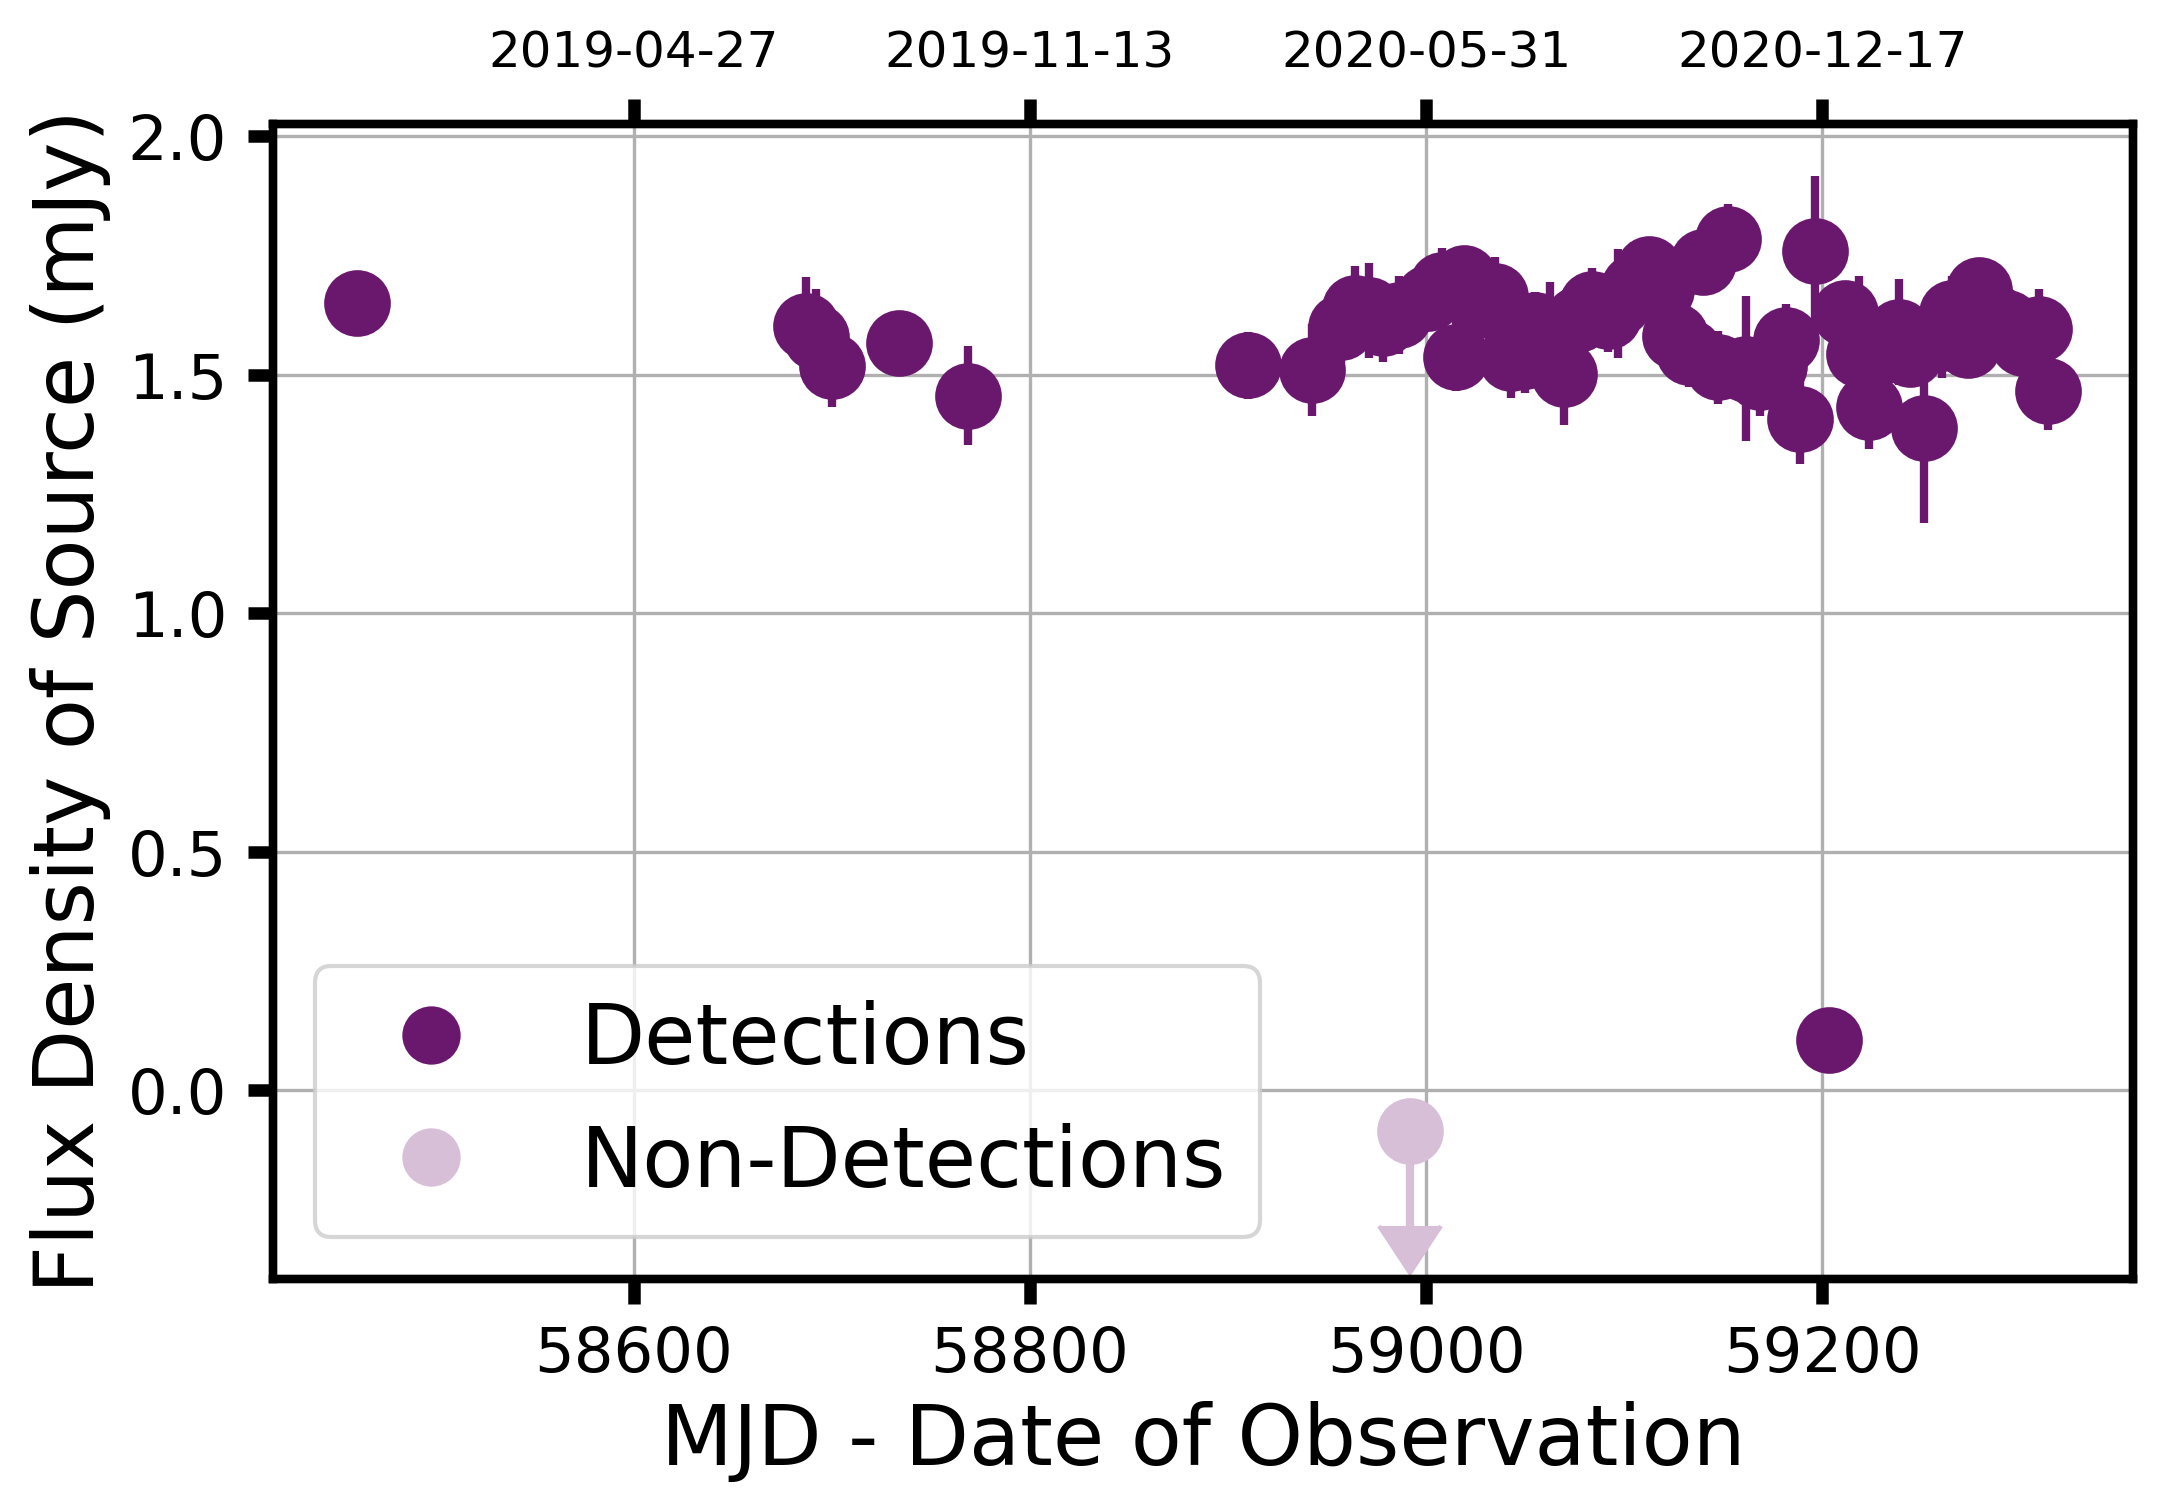 2019-04-27 2019-11-13 2020-05-31 2020-12-17
Flux Density of Source (mJy)
2.0
1.5
1.0
0.5
0.0
Detections
Non-Detections
58600 58800 59000 59200
MJD - Date of Observation